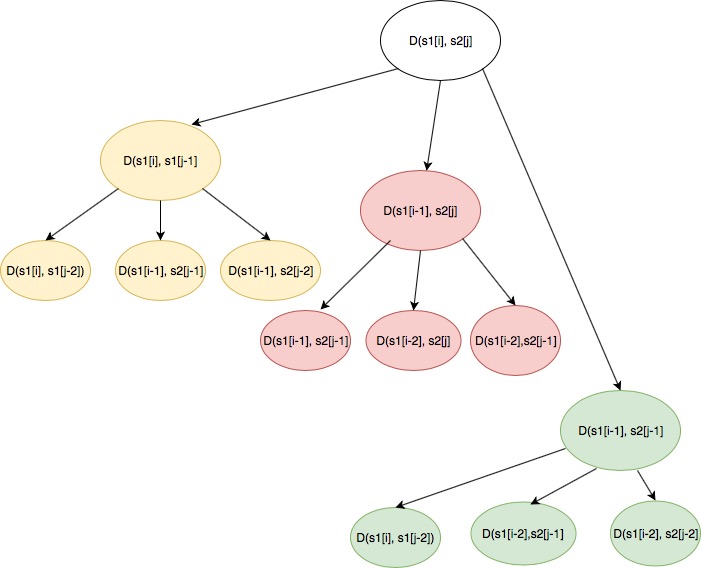 D(s1[i], s2[j]
D(s1[i], s1[j-1]
D(s1[i-1], s2[j]
D(s1[i], s1[j-2])
D(s1[i-1], s2[j-1]
D(s1[i-1], s2[j-2]
D(s1[i-1], s2[j-1]
D(s1[i-2], s2[j]
D(s1[i-2],s2[j-1]
D(s1[i-1], s2[j-1]
D(s1[i], s1[j-2])
D(s1[i-2],s2[j-1]
D(s1[i-2], s2[j-2]